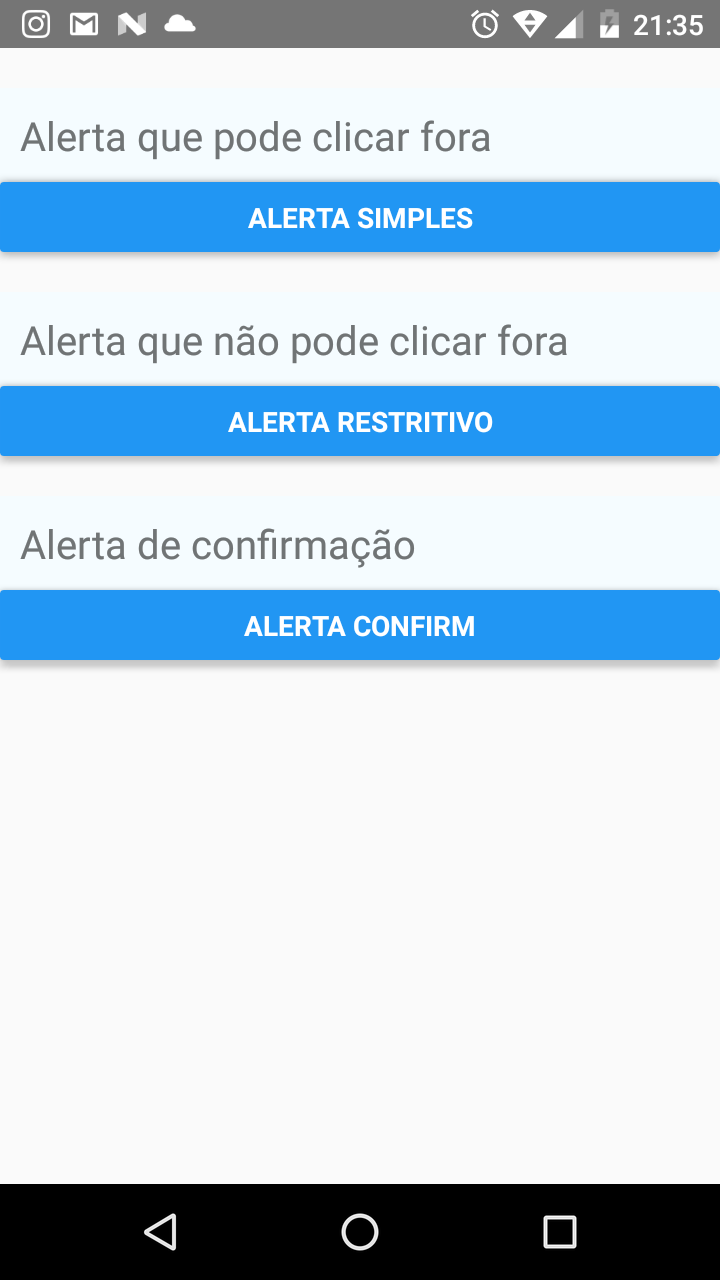 21:35
Alerta que pode clicar fora
ALERTA SIMPLES
Alerta que não pode clicar fora
ALERTA RESTRITIVO
Alerta de confirmação
ALERTA CONFIRM